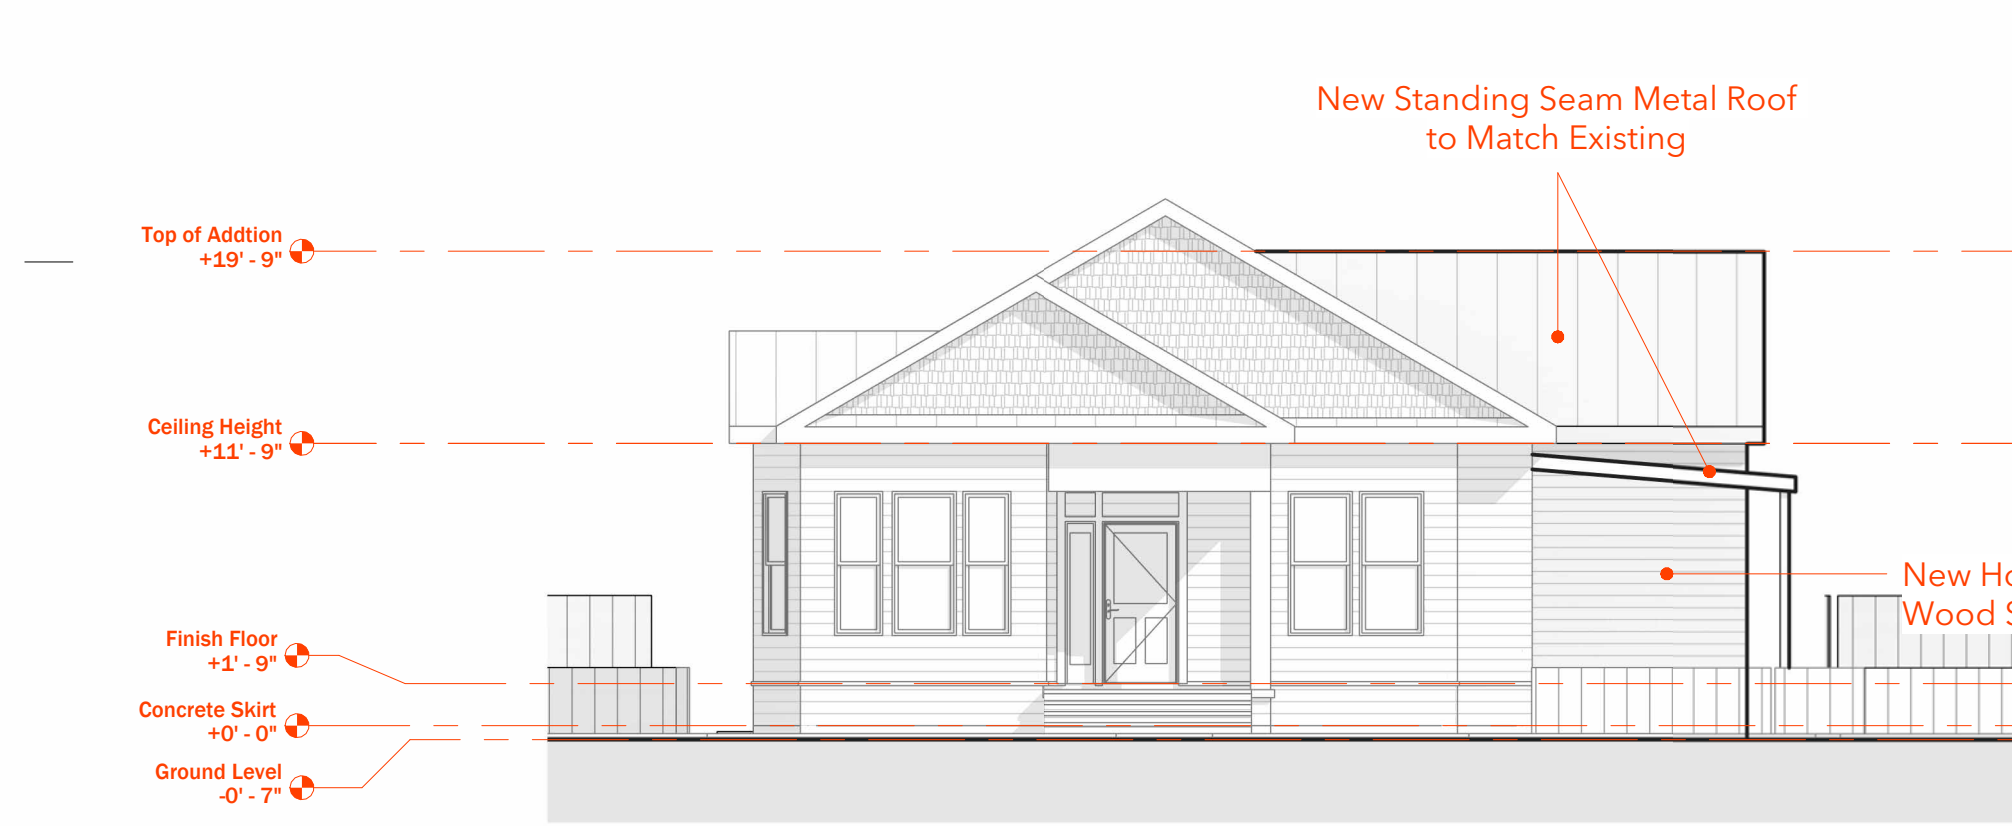 New Standing Seam Metal Roof
to Match Existing
Top of Addtion
+19' - 9"
Ceiling Height
+11' - 9"
New
Wood
Finish Floor
+1' - 9"
Concrete Skirt
+0' - 0"
Ground Level
-0' - 7"